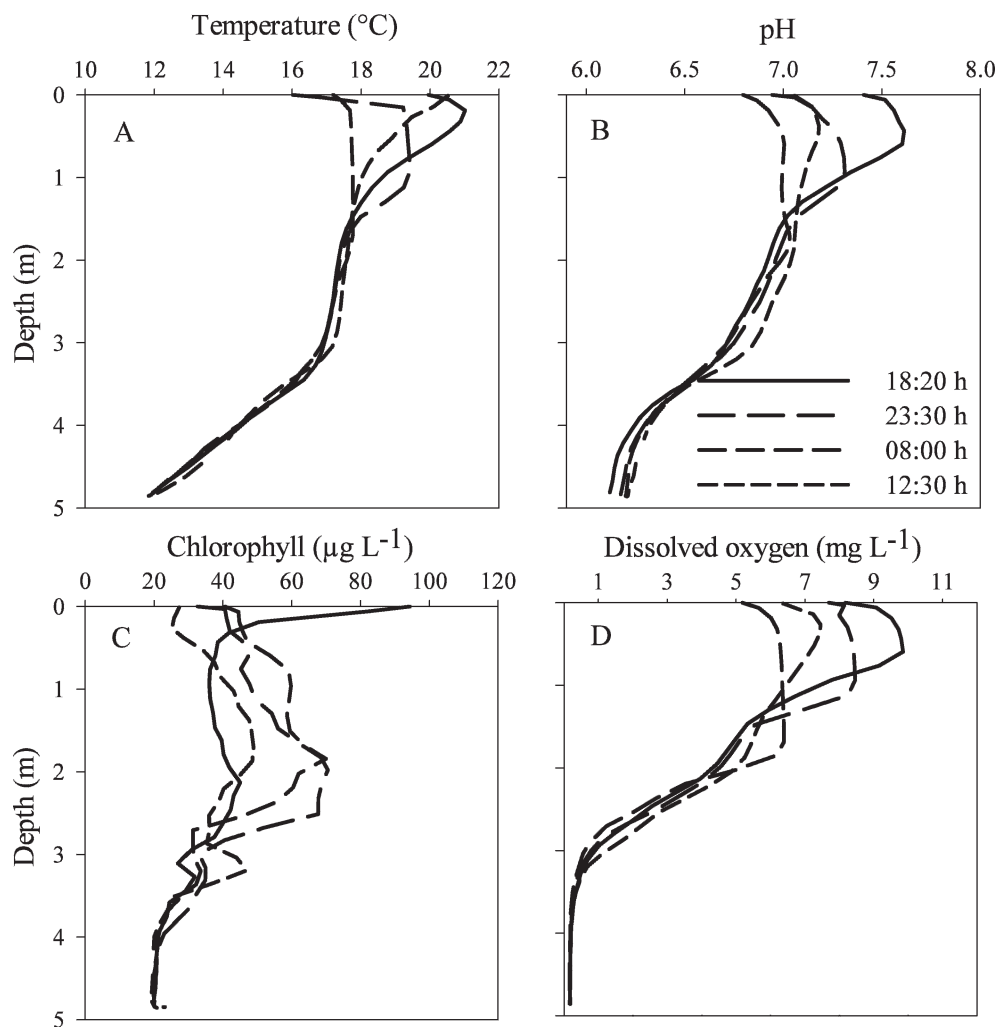 Temperature (°C)
10 12 14 16 18 20 22
pH
6.0 6.5 7.0 7.5 8.0
Depth (m)
0
1
2
3
4
5
A
B
18:20 h
23:30 h
08:00 h
12:30 h
Chlorophyll (µg L-1)
0 20 40 60 80 100 120
Dissolved oxygen (mg L-1)
1 3 5 7 9 11
Depth (m)
0
1
2
3
4
5
C
D